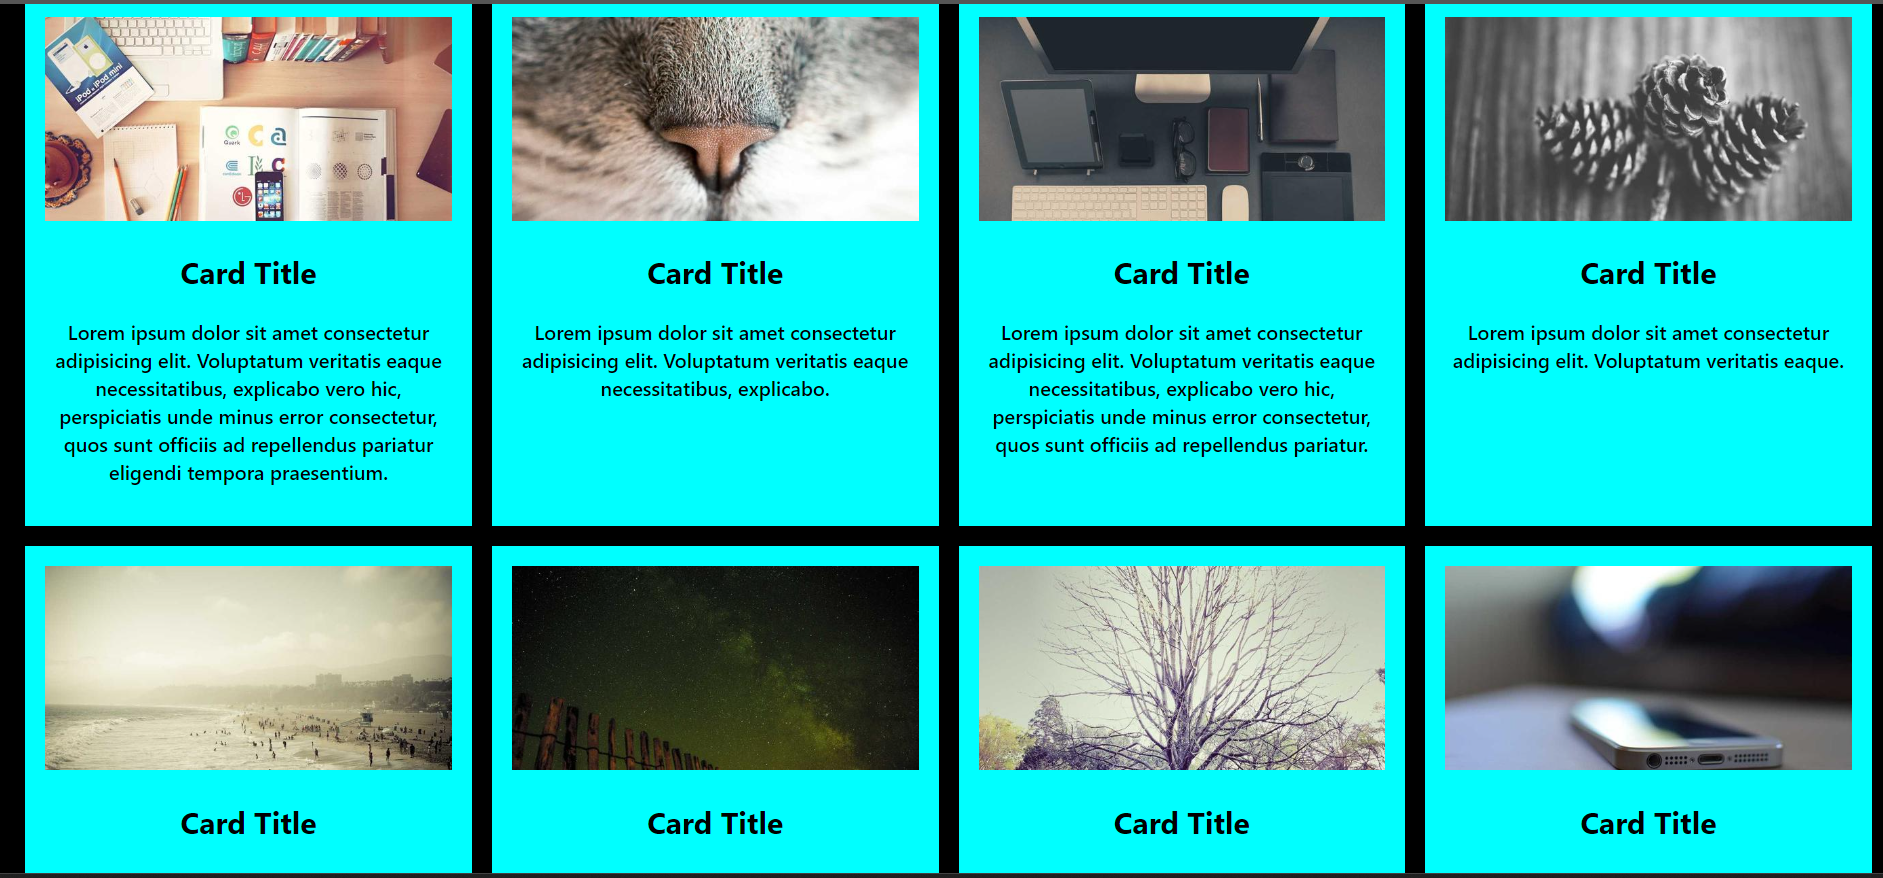 iPod + iPod mini
Quark
Card Title
Lorem ipsum dolor sit amet consectetur
adipisicing elit. Voluptatum veritatis eaque
necessitatibus, explicabo vero hic,
perspiciatis unde minus error consectetur,
quos sunt officiis ad repellendus pariatur
eligendi tempora praesentium.
Card Title
Lorem ipsum dolor sit amet consectetur
adipisicing elit. Voluptatum veritatis eaque
necessitatibus, explicabo.
Card Title
Lorem ipsum dolor sit amet consectetur
adipisicing elit. Voluptatum veritatis eaque
necessitatibus, explicabo vero hic,
perspiciatis unde minus error consectetur,
quos sunt officiis ad repellendus pariatur.
Card Title
Lorem ipsum dolor sit amet consectetur
adipisicing elit. Voluptatum veritatis eaque.
Card Title
Card Title
Card Title
Card Title